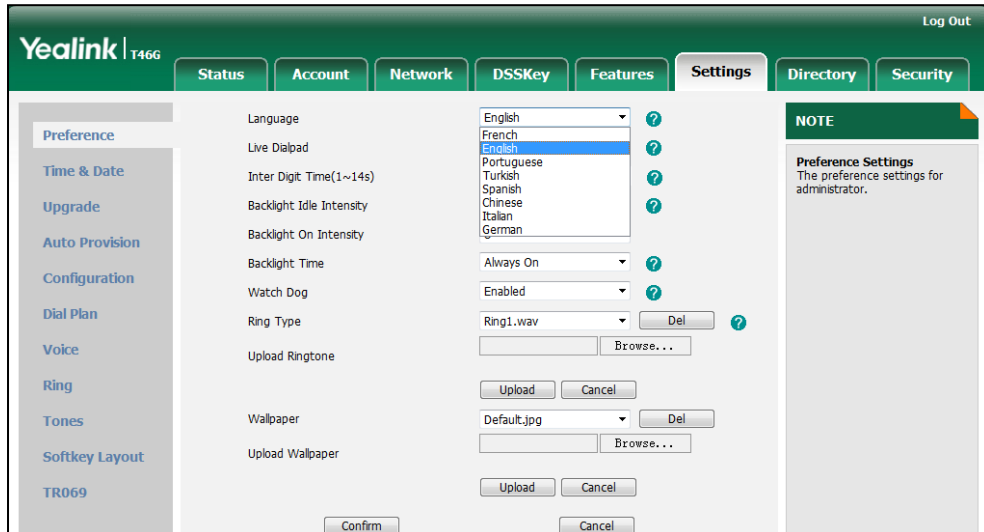 Log Out
Yealink T46G
Status Account Network DSSKey Features Settings Directory Security
Preference
Time & Date
Upgrade
Auto Provision
Configuration
Dial Plan
Voice
Ring
Tones
Softkey Layout
TR069
Language English ?
French
English
Portuguese
Turkish
Spanish
Chinese
Italian
German
Live Dialpad ?
Inter Digit Time(1~14s) ?
Backlight Idle Intensity ?
Backlight On Intensity
Backlight Time Always On ?
Watch Dog Enabled ?
Ring Type Ring1.wav Del ?
Upload Ringtone Browse...
Upload Cancel
Wallpaper Default.jpg Del
Upload Wallpaper Browse...
Upload Cancel
Confirm Cancel
NOTE
Preference Settings
The preference settings for
administrator.